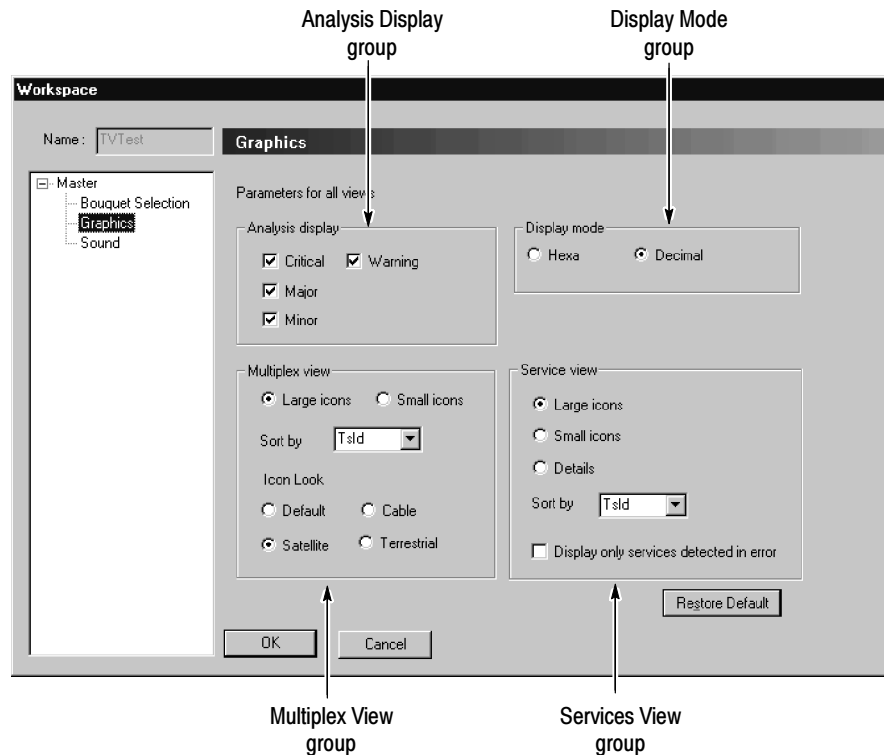 Analysis Display
group
Display Mode
group
Workspace
Name : TVTest
Graphics
Master
Bouquet Selection
Graphics
Sound
Parameters for all views
Analysis display
Critical Warning
Major
Minor
Display mode
Hexa Decimal
Multiplex view
Large icons Small icons
Sort by TsId
Icon Look
Default Cable
Satellite Terrestrial
Service view
Large icons
Small icons
Details
Sort by TsId
Display only services detected in error
Restore Default
OK Cancel
Multiplex View
group
Services View
group